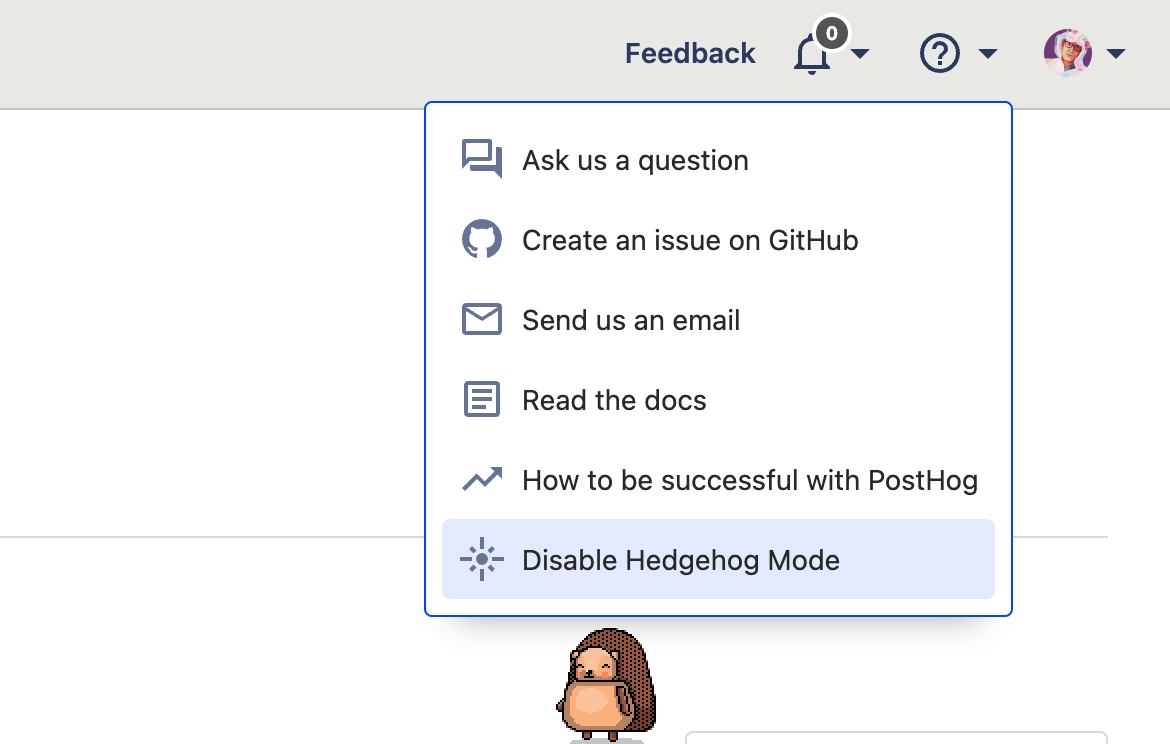 Feedback
0
Ask us a question
Create an issue on GitHub
Send us an email
Read the docs
How to be successful with PostHog
Disable Hedgehog Mode